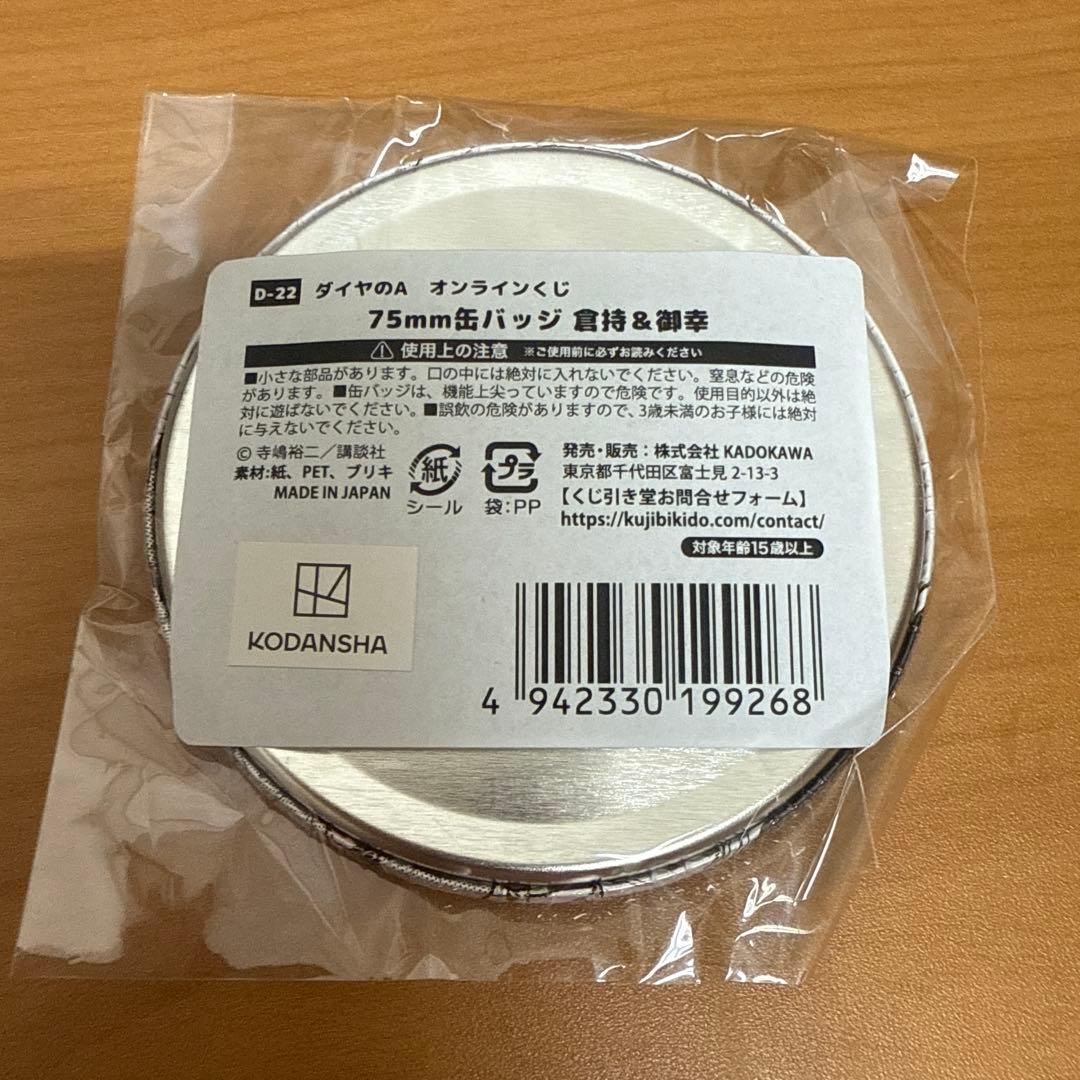 D-22 ダイヤのA オンラインくじ
75mm缶バッジ 倉持&御幸
⚠ 使用上の注意 ※ご使用前に必ずお読みください
■小さな部品があります。口の中には絶対に入れないでください。窒息などの危険
があります。■缶バッジは、機能上尖っていますので危険です。使用目的以外は絶
対に遊ばないでください。■誤飲の危険がありますので、3歳未満のお子様には絶対
に与えないでください。
© 寺嶋裕二/講談社
素材:紙、PET、ブリキ
MADE IN JAPAN
紙
シール
プラ
袋:PP
発売・販売:株式会社 KADOKAWA
東京都千代田区富士見 2-13-3
【くじ引き堂お問合せフォーム】
https://kujibikido.com/contact/
対象年齢15歳以上
KODANSHA
4 942330 199268